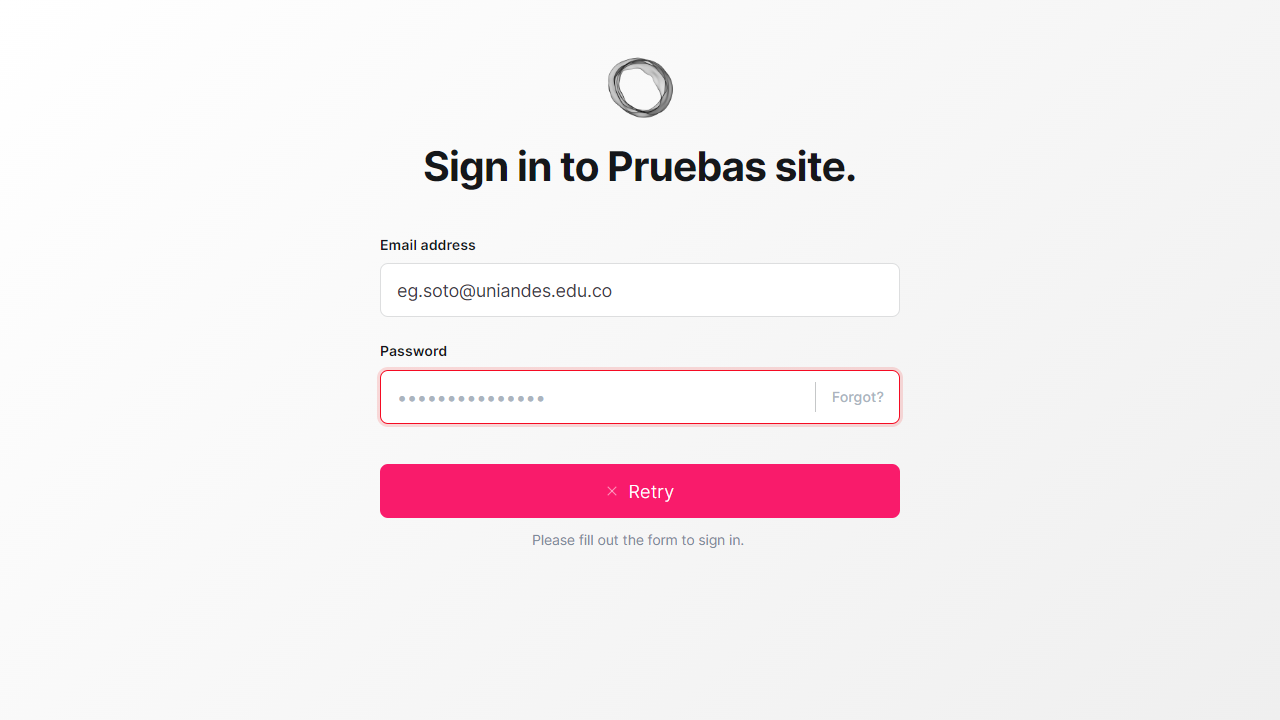 Sign in to Pruebas site.
Email address
eg.soto@uniandes.edu.co
Password
••••••••••••••• Forgot?
× Retry
Please fill out the form to sign in.